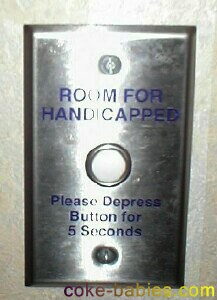 ROOM FOR
HANDICAPPED
Please Depress
Button for
5 Seconds
coke-babies.com